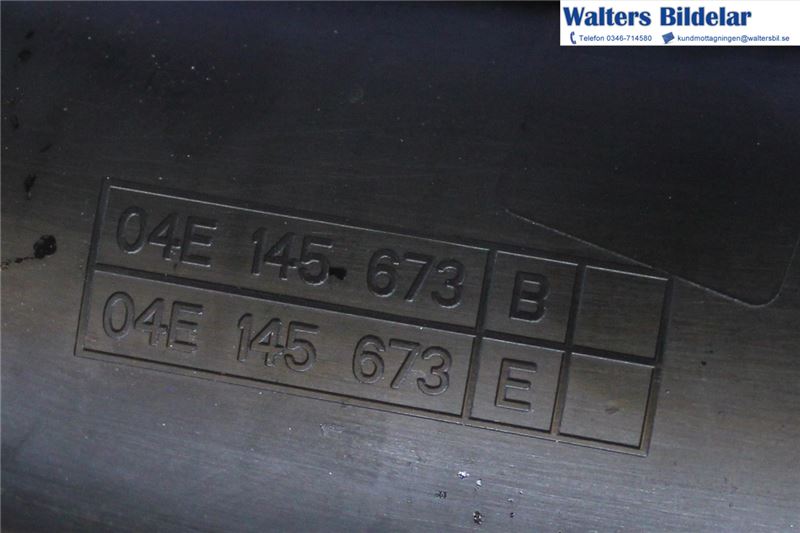 Walters Bildelar
Telefon 0346-714580 kundmottagningen@waltersbil.se
04E 145 673 B
04E 145 673 E